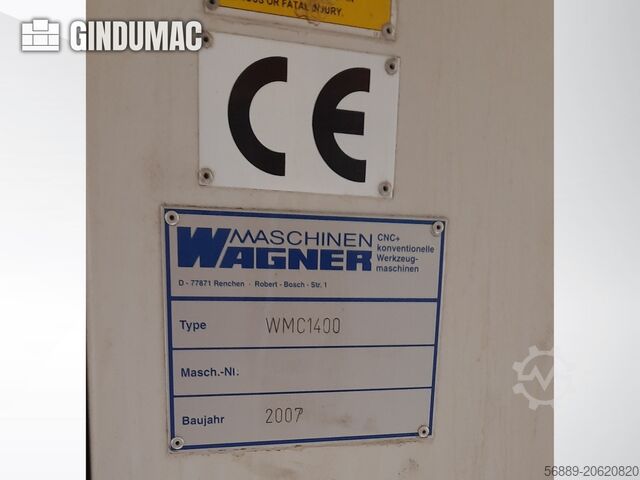 OR FATAL INJURY.
GINDUMAC
CE
MASCHINEN
WAGNER
CNC+
konventionelle
Werkzeug-
maschinen
D - 77871 Renchen · Robert - Bosch - Str. 1
Type WMC1400
Masch.-Nr.
Baujahr 2007
56889-20620820